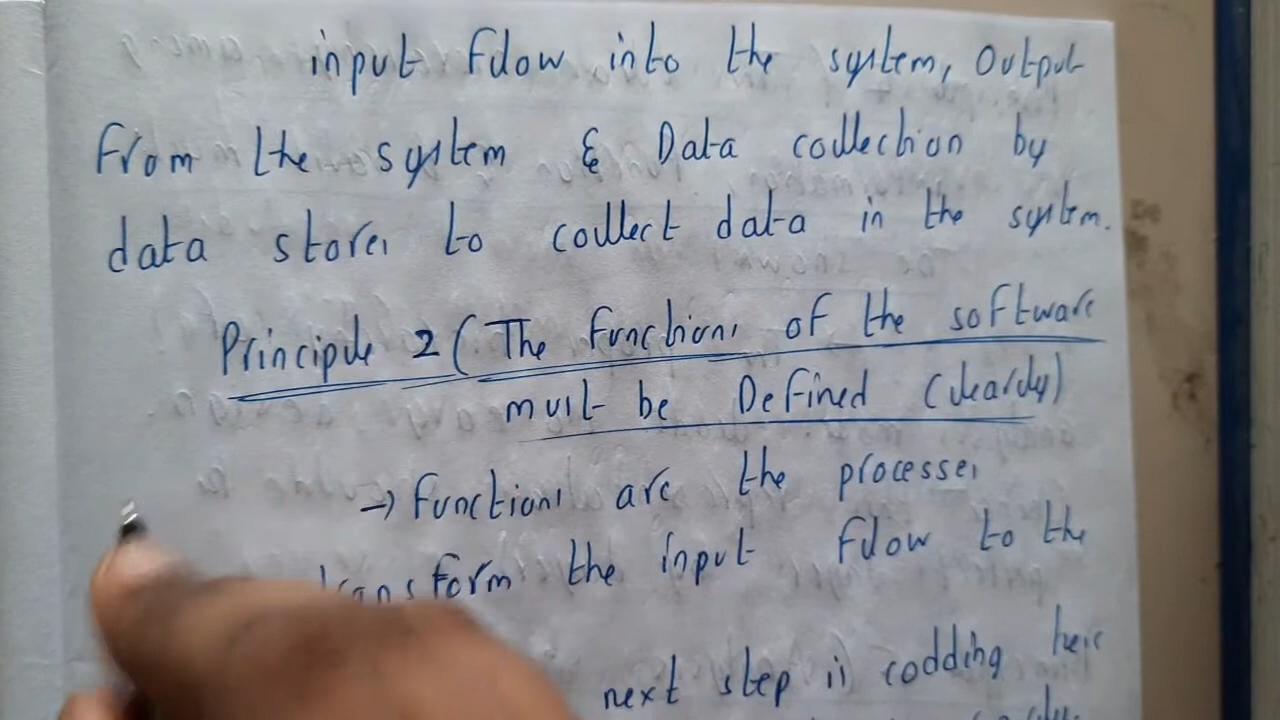 input flow into the system, Output
from the system & Data collection by
data stores to collect data in the system.
Principle 2 (The functions of the software
must be Defined (clearly)
→ functions are the processes
transform the input flow to the
next step is codding here